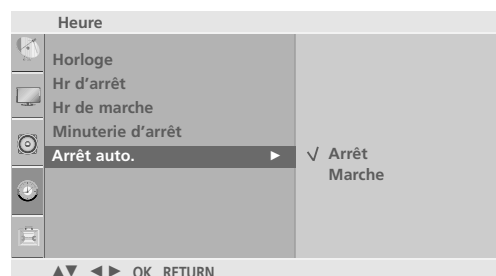 Heure
Horloge
Hr d’arrêt
Hr de marche
Minuterie d’arrêt
Arrêt auto. ► √ Arrêt
Marche
▲▼ ◄ ► OK RETURN